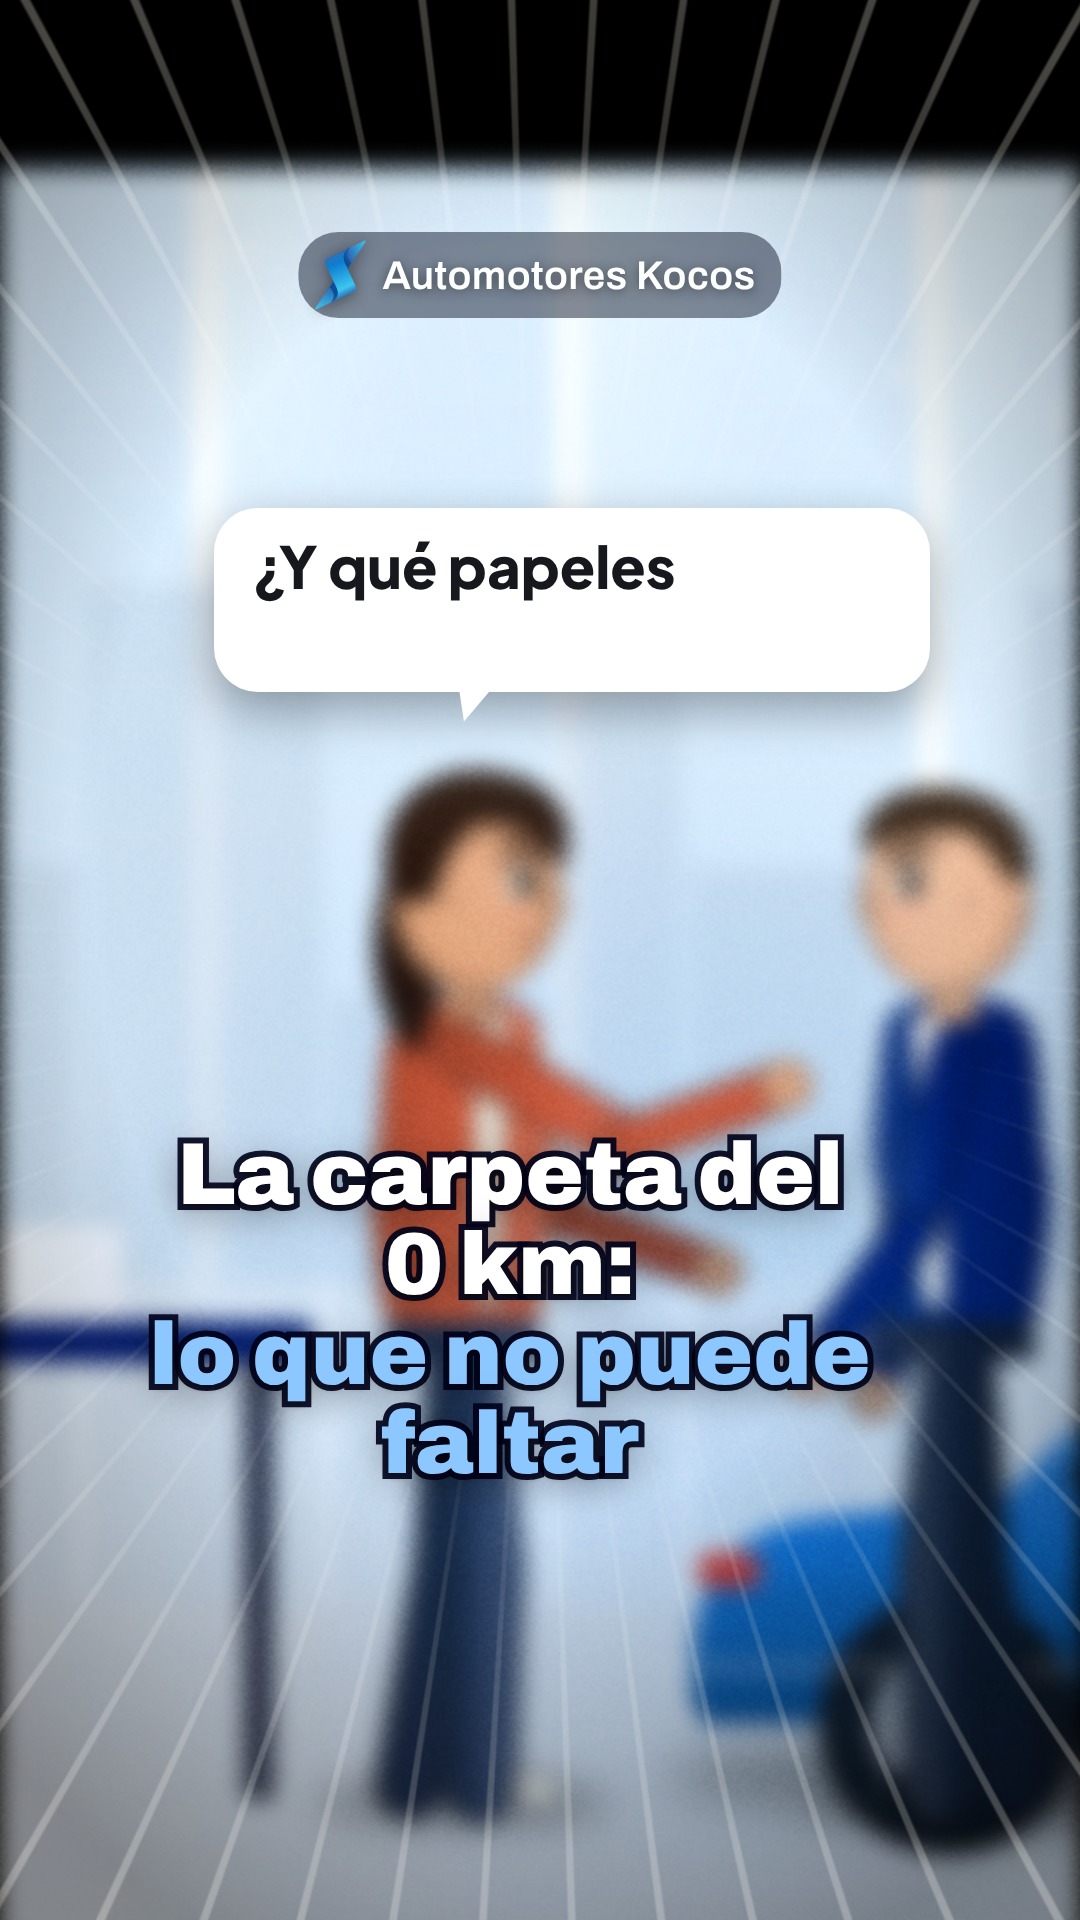 Automotores Kocos
¿Y qué papeles
La carpeta del
0 km:
lo que no puede
faltar